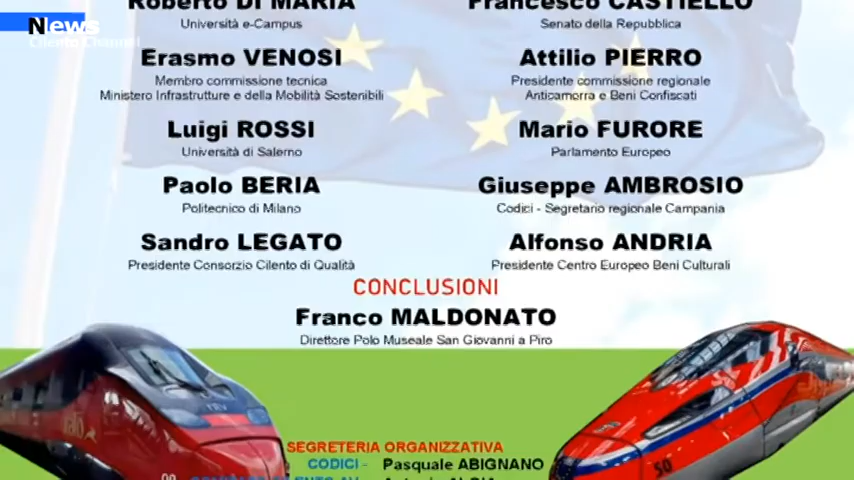 News
Cilento Channel
Roberto DI MARIA
Università e-Campus
Erasmo VENOSI
Membro commissione tecnica
Ministero Infrastrutture e della Mobilità Sostenibili
Luigi ROSSI
Università di Salerno
Paolo BERIA
Politecnico di Milano
Sandro LEGATO
Presidente Consorzio Cilento di Qualità
Francesco CASTIELLO
Senato della Repubblica
Attilio PIERRO
Presidente commissione regionale
Anticamorra e Beni Confiscati
Mario FURORE
Parlamento Europeo
Giuseppe AMBROSIO
Codici - Segretario regionale Campania
Alfonso ANDRIA
Presidente Centro Europeo Beni Culturali
CONCLUSIONI
Franco MALDONATO
Direttore Polo Museale San Giovanni a Piro
SEGRETERIA ORGANIZZATIVA
CODICI - Pasquale ABIGNANO
italo
50